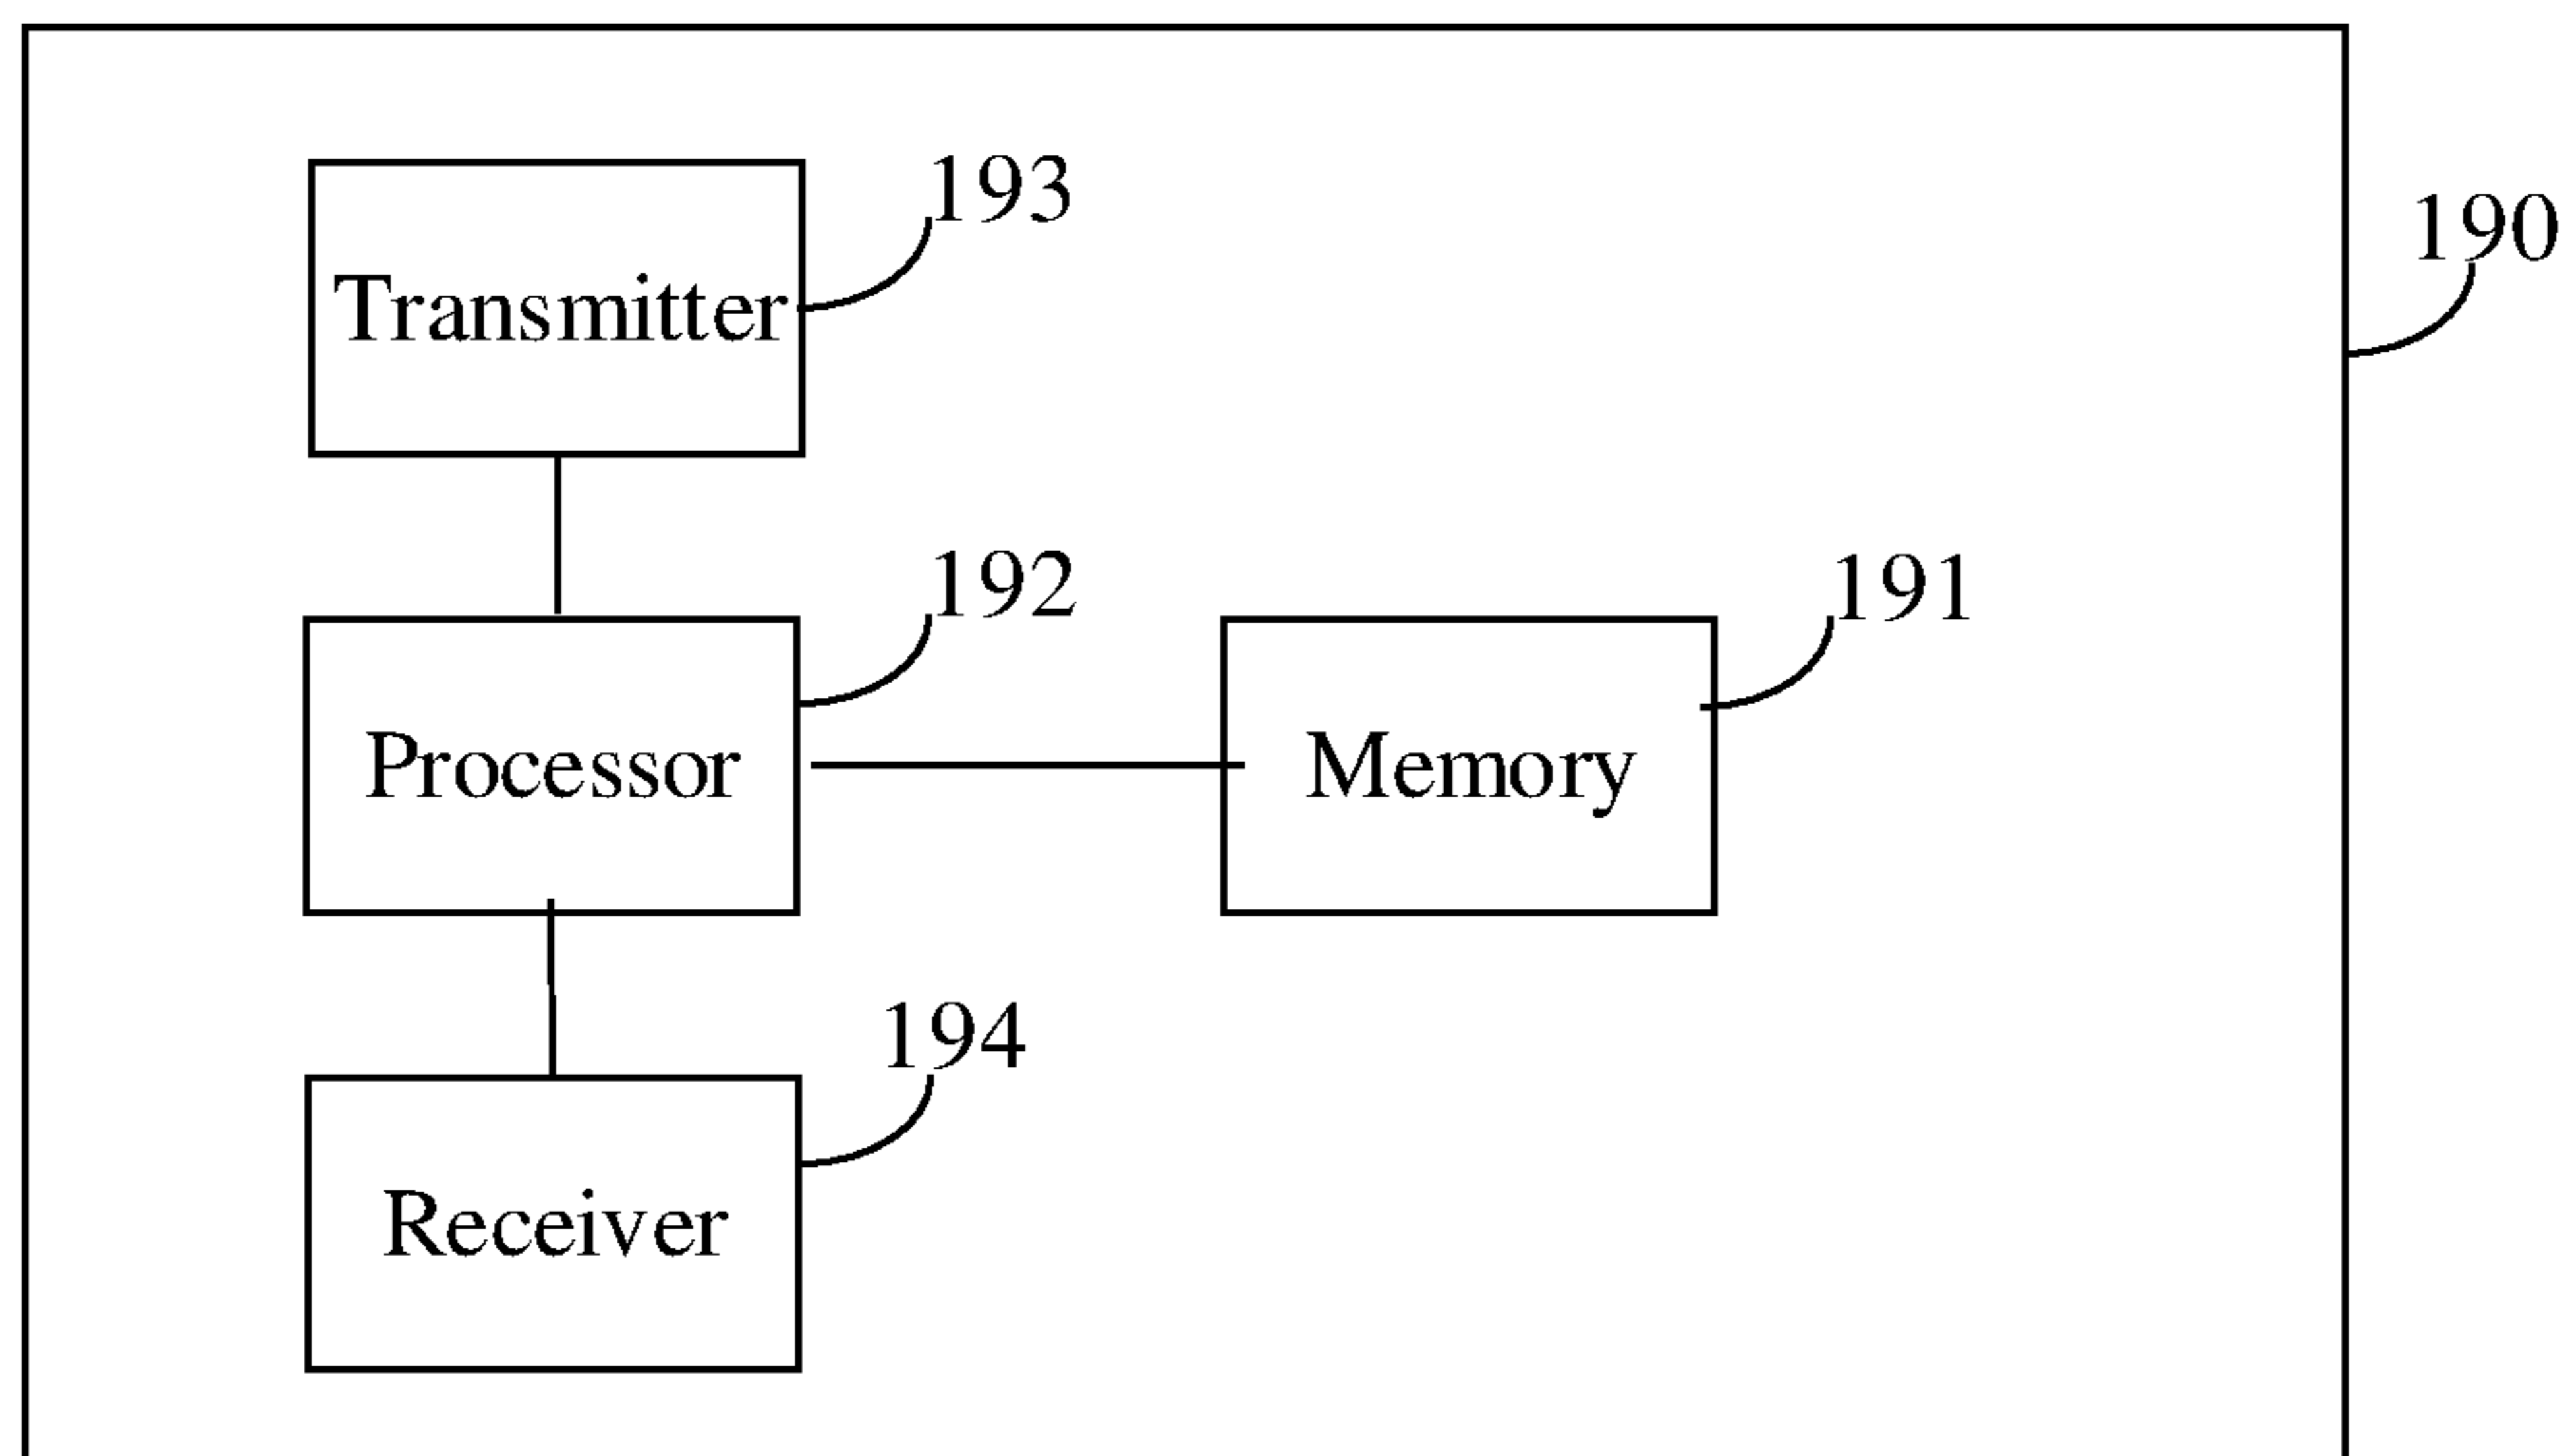 193
190
Transmitter
192
191
Processor
Memory
194
Receiver